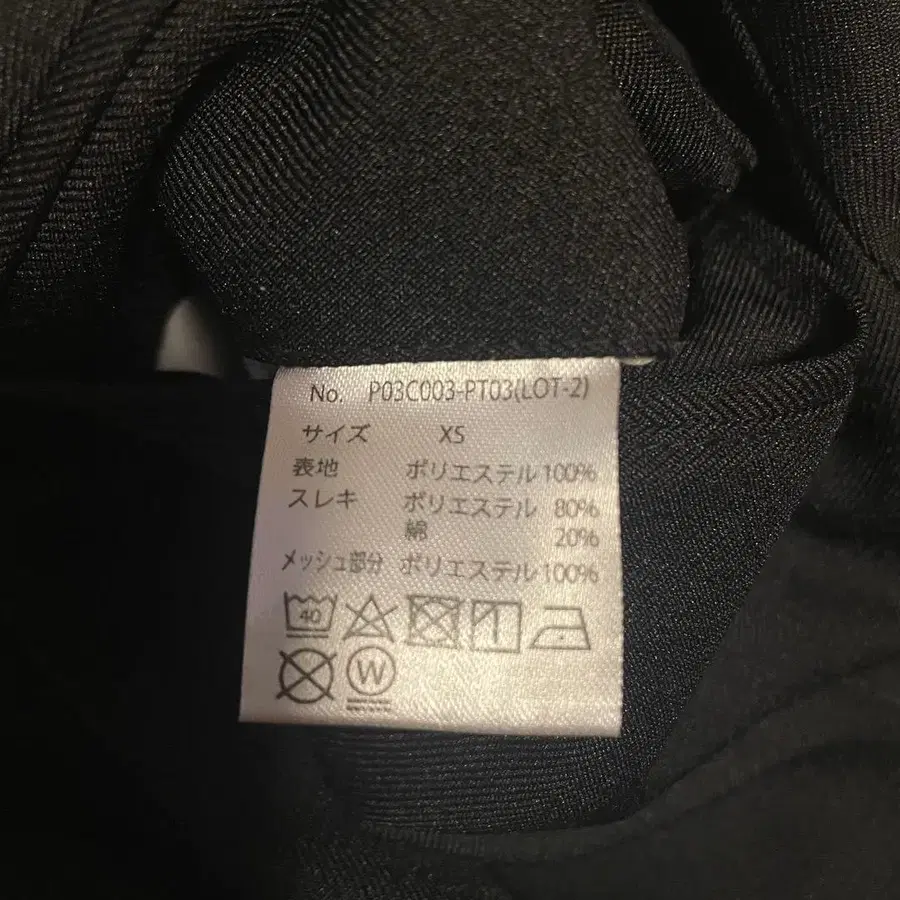 No. P03C003-PT03(LOT-2)
サイズ XS
表地 ポリエステル100%
スレキ ポリエステル 80%
綿 20%
メッシュ部分 ポリエステル100%
40
W